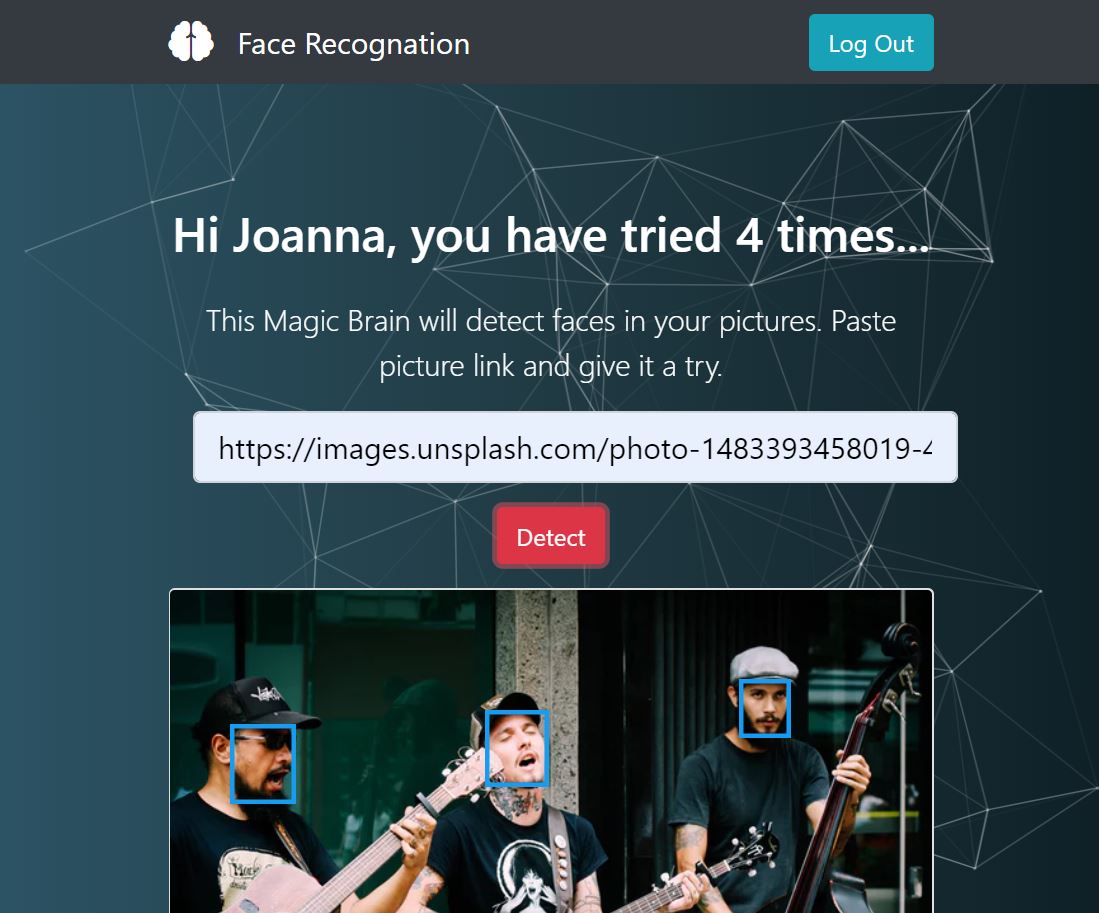 Face Recognation
Log Out
Hi Joanna, you have tried 4 times...
This Magic Brain will detect faces in your pictures. Paste
picture link and give it a try.
https://images.unsplash.com/photo-1483393458019-4
Detect